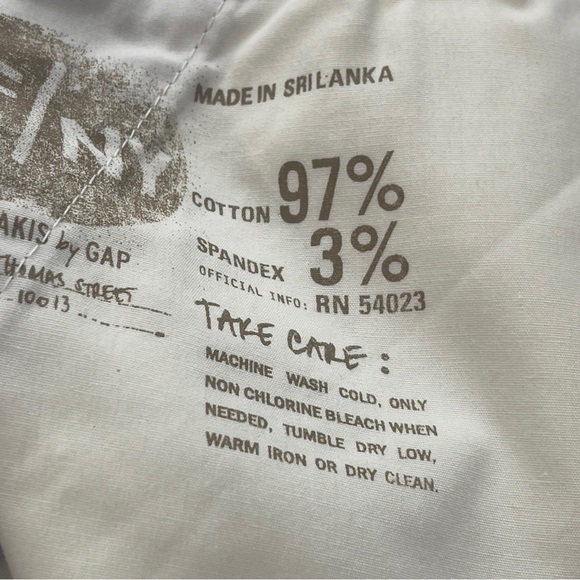 /NY
AKIS by GAP
THOMAS STREET
10013
MADE IN SRI LANKA
COTTON 97%
SPANDEX 3%
OFFICIAL INFO: RN 54023
TAKE CARE:
MACHINE WASH COLD, ONLY
NON CHLORINE BLEACH WHEN
NEEDED, TUMBLE DRY LOW,
WARM IRON OR DRY CLEAN.